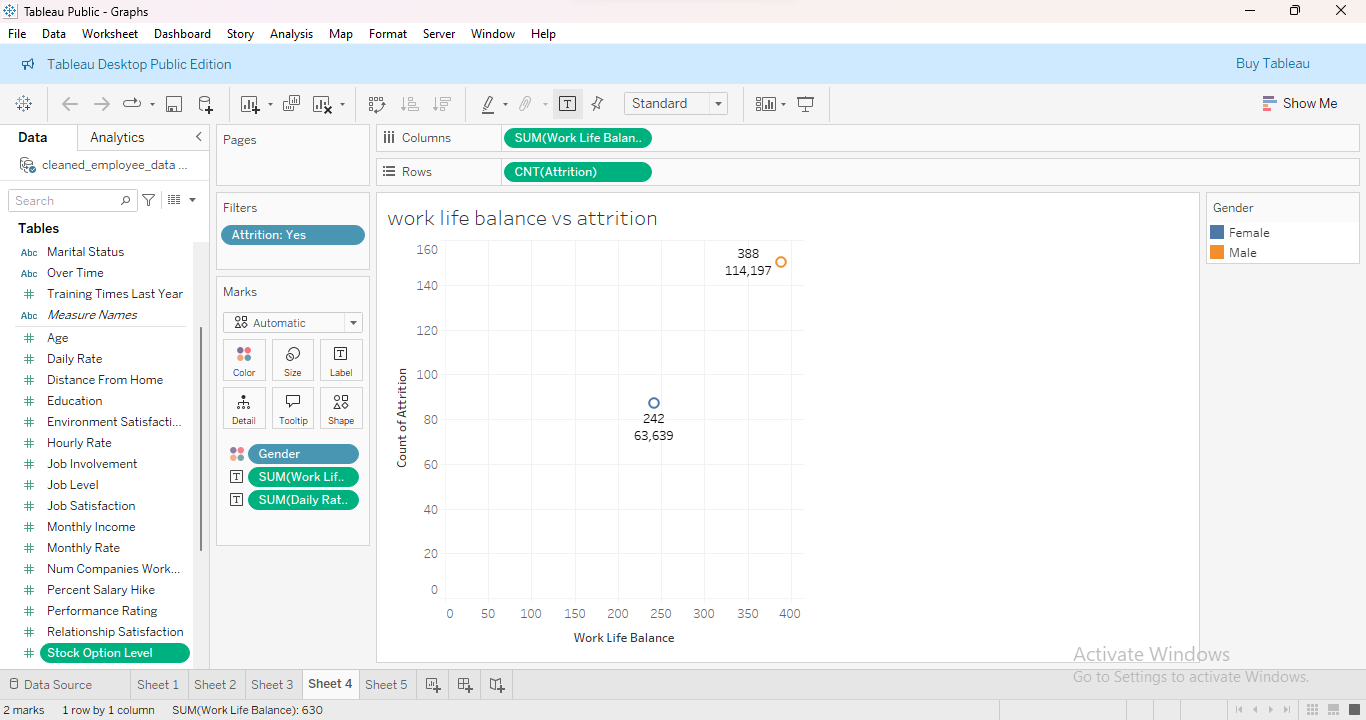 Tableau Public - Graphs
File Data Worksheet Dashboard Story Analysis Map Format Server Window Help
Tableau Desktop Public Edition
Buy Tableau
Standard
Show Me
Data
Analytics
cleaned_employee_data ...
Search
Tables
Abc Marital Status
Abc Over Time
# Training Times Last Year
Abc Measure Names
# Age
# Daily Rate
# Distance From Home
# Education
# Environment Satisfacti...
# Hourly Rate
# Job Involvement
# Job Level
# Job Satisfaction
# Monthly Income
# Monthly Rate
# Num Companies Work...
# Percent Salary Hike
# Performance Rating
# Relationship Satisfaction
# Stock Option Level
Pages
Filters
Attrition: Yes
Marks
Automatic
Color Size Label
Detail Tooltip Shape
Gender
SUM(Work Lif..
SUM(Daily Rat..
Columns
SUM(Work Life Balan..
Rows
CNT(Attrition)
work life balance vs attrition
160
140
120
100
80
60
40
20
0
Count of Attrition
388
114,197
242
63,639
0 50 100 150 200 250 300 350 400
Work Life Balance
Gender
Female
Male
Activate Windows
Go to Settings to activate Windows.
Data Source Sheet 1 Sheet 2 Sheet 3 Sheet 4 Sheet 5
2 marks 1 row by 1 column SUM(Work Life Balance): 630